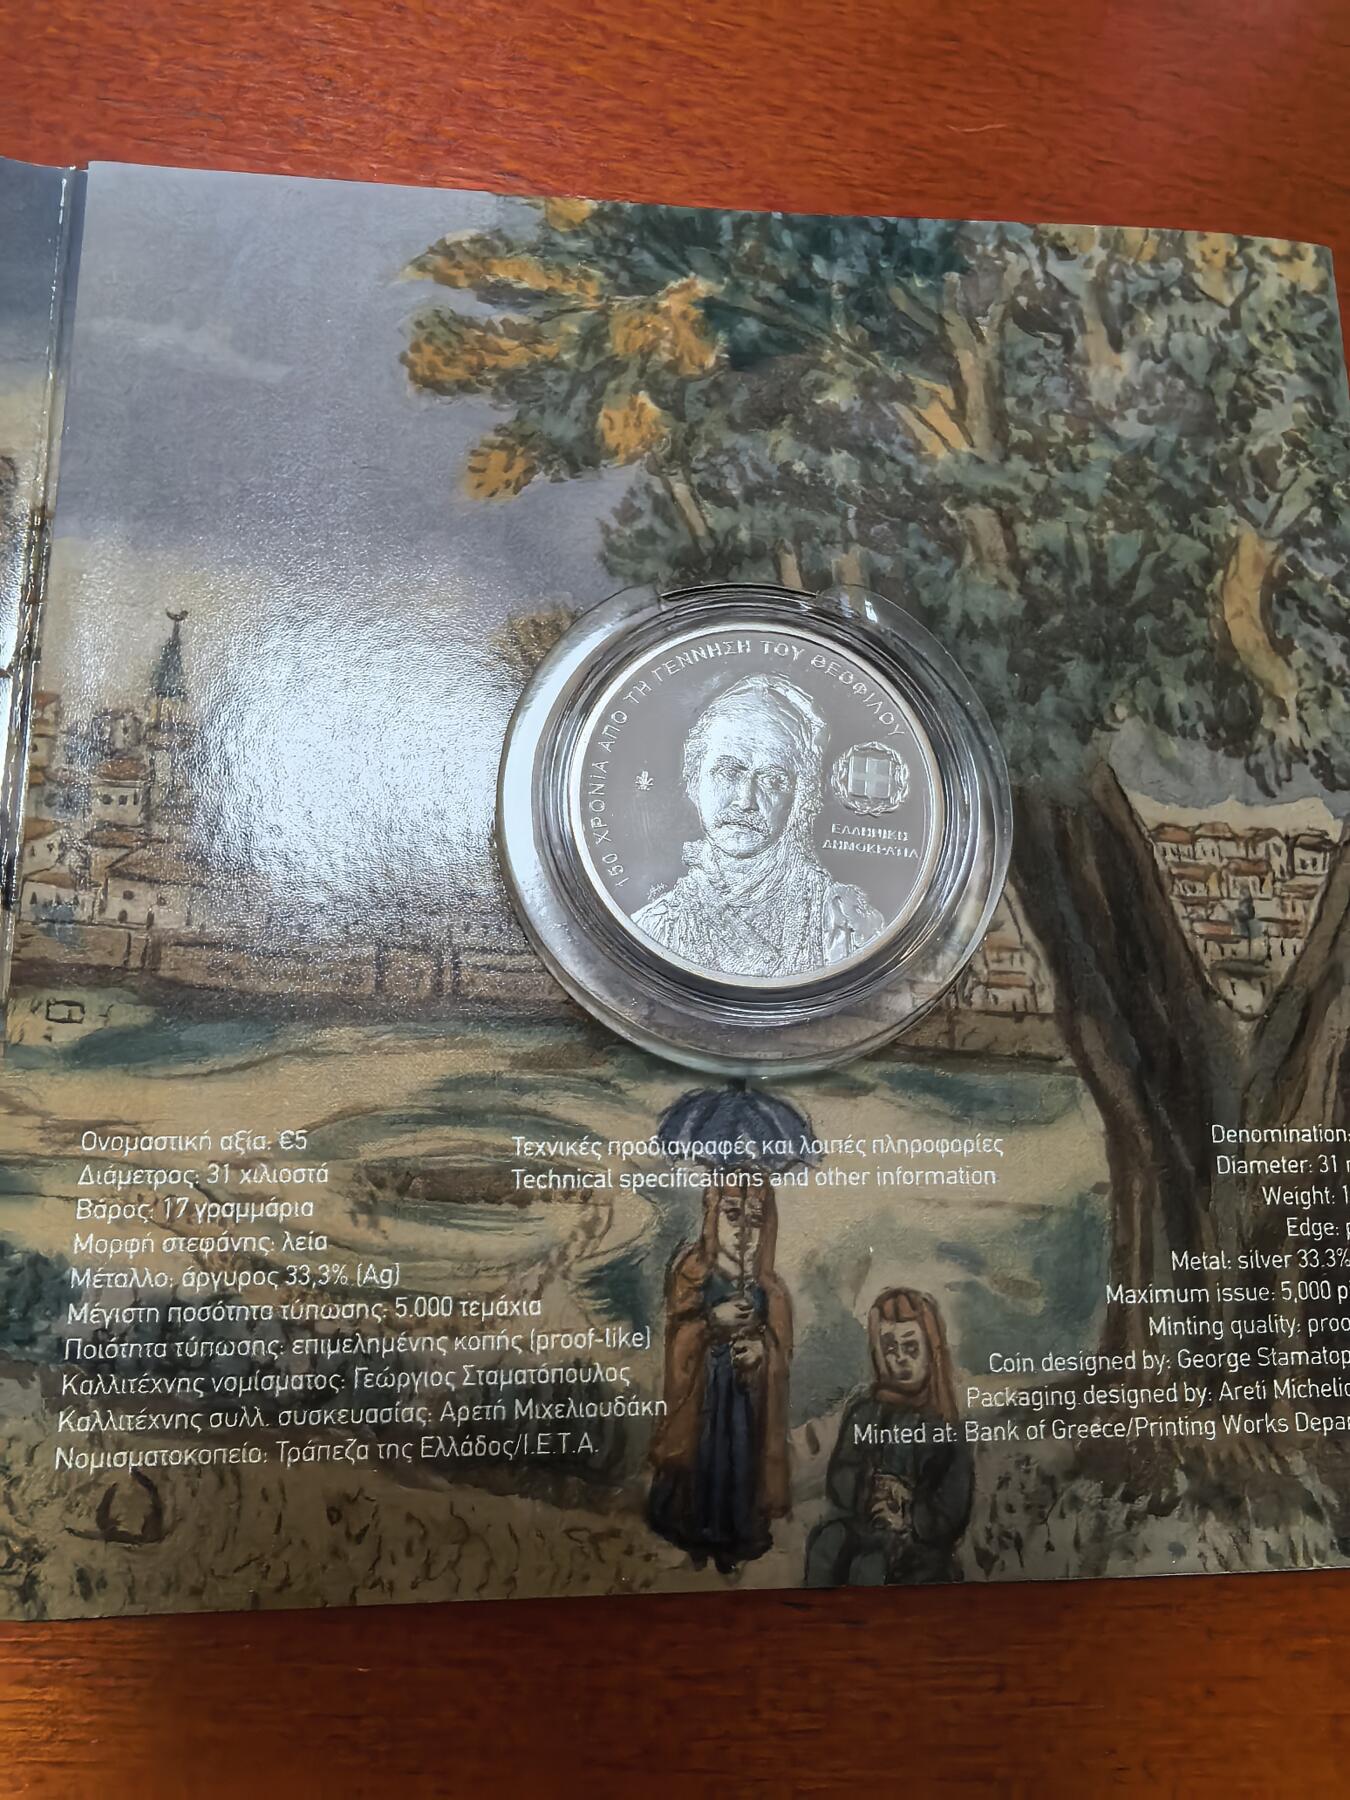 150 ΧΡΟΝΙΑ ΑΠΟ ΤΗ ΓΕΝΝΗΣΗ ΤΟΥ ΘΕΟΦΙΛΟΥ
ΕΛΛΗΝΙΚΗ
ΔΗΜΟΚΡΑΤΙΑ
Ονομαστική αξία: €5
Διάμετρος: 31 χιλιοστά
Βάρος: 17 γραμμάρια
Μορφή στεφάνης: λεία
Μέταλλο: άργυρος 33,3% (Ag)
Μέγιστη ποσότητα τύπωσης: 5.000 τεμάχια
Ποιότητα τύπωσης: επιμελημένης κοπής (proof-like)
Καλλιτέχνης νομίσματος: Γεώργιος Σταματόπουλος
Καλλιτέχνης συλλ. συσκευασίας: Αρετή Μιχελιουδάκη
Νομισματοκοπείο: Τράπεζα της Ελλάδος/Ι.Ε.Τ.Α.
Τεχνικές προδιαγραφές και λοιπές πληροφορίες
Technical specifications and other information
Denomination:
Diameter: 31
Weight:
Edge:
Metal: silver 33.3%
Maximum issue: 5,000
Minting quality:
Coin designed by: George
Packaging designed by: Areti
Minted at: Bank of Greece/Printing Works